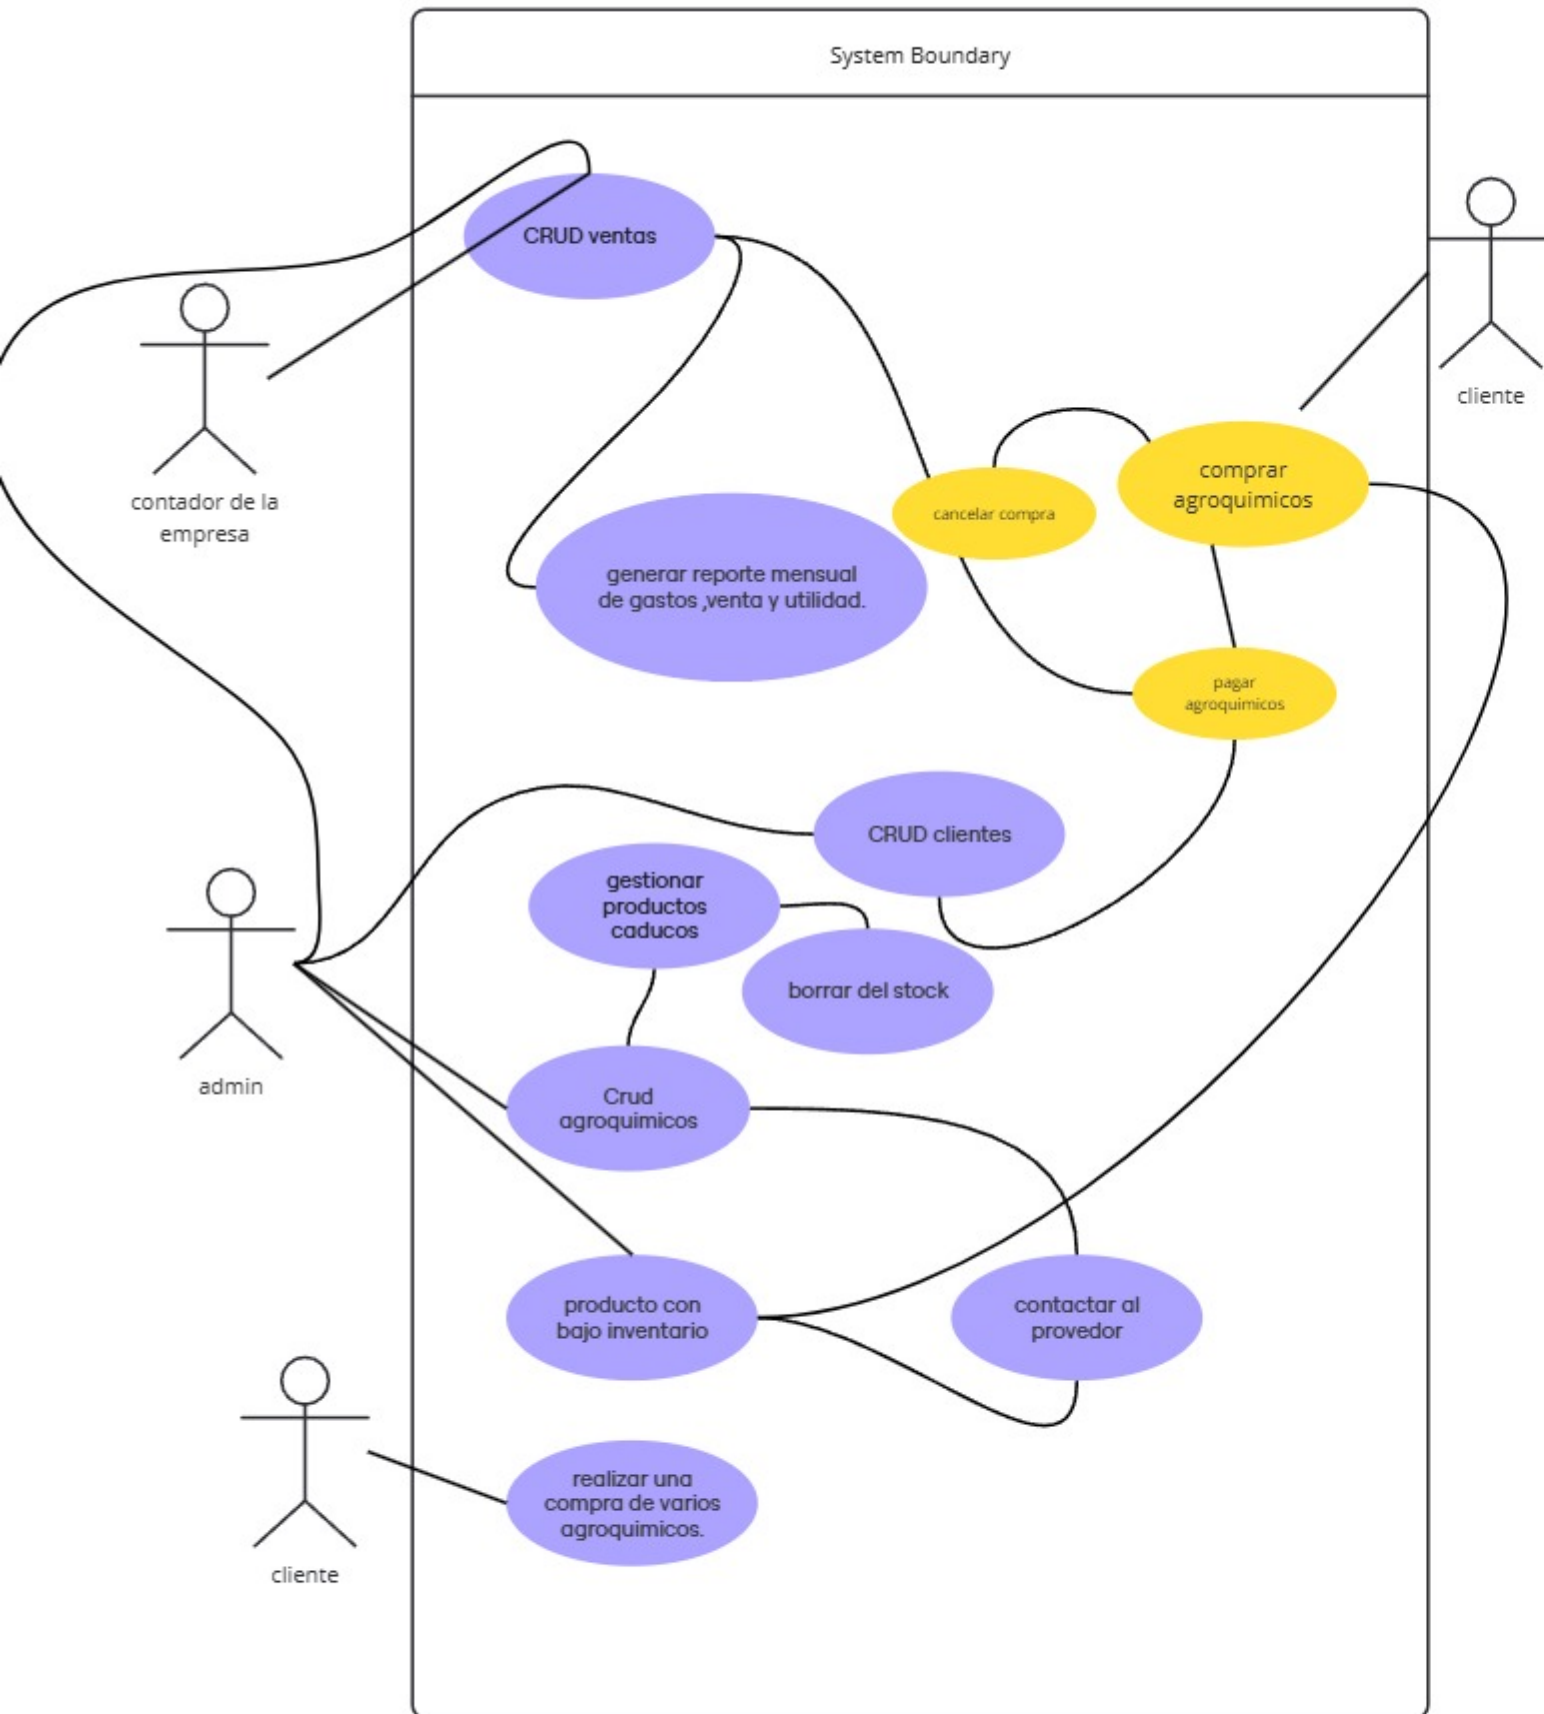 System Boundary
CRUD ventas
cliente
comprar
agroquimicos
cancelar compra
contador de la
empresa
generar reporte mensual
de gastos ,venta y utilidad.
pagar
agroquimicos
CRUD clientes
gestionar
productos
caducos
borrar del stock
admin
Crud
agroquimicos
producto con
bajo inventario
contactar al
provedor
realizar una
compra de varios
agroquimicos.
cliente